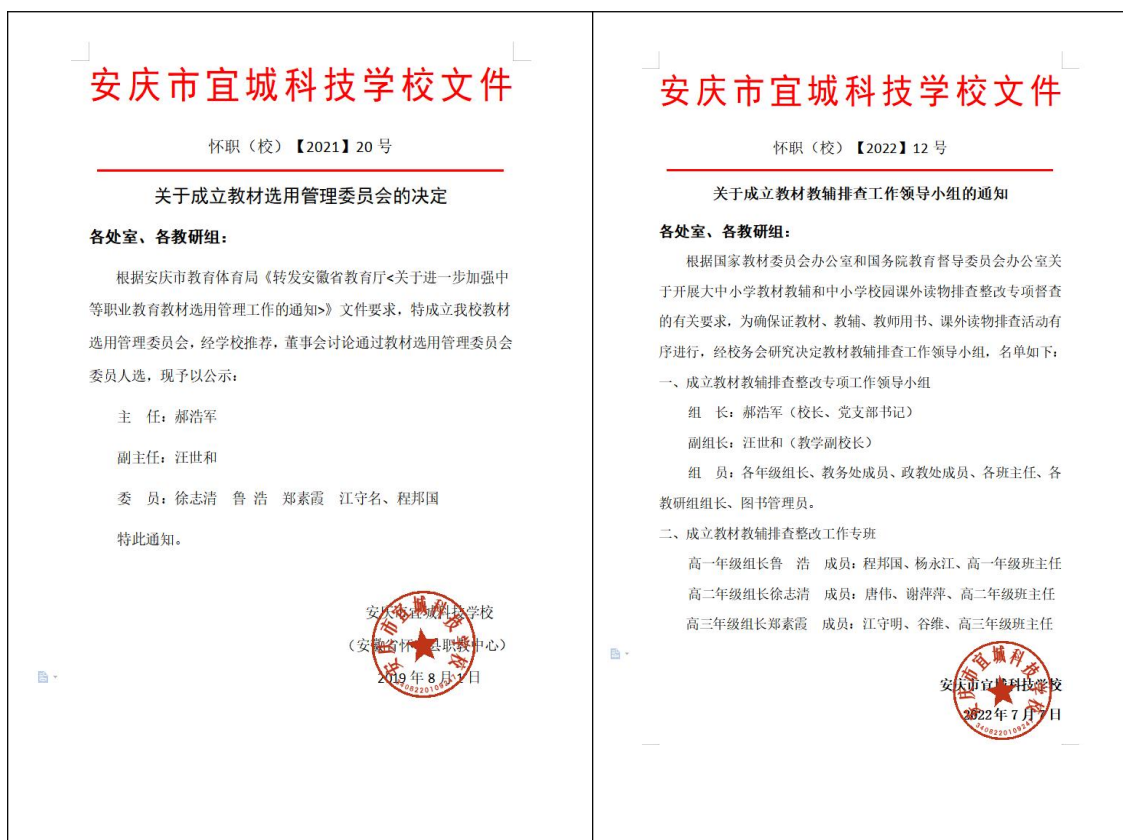 安庆市宜城科技学校文件
怀职（校）【2021】20 号
关于成立教材选用管理委员会的决定
各处室、各教研组：
根据安庆市教育体育局《转发安徽省教育厅<关于进一步加强中
等职业教育教材选用管理工作的通知>》文件要求，特成立我校教材
选用管理委员会，经学校推荐，董事会讨论通过教材选用管理委员会
委员人选，现予以公示：
主　任：郝浩军
副主任：汪世和
委　员：徐志清　鲁 浩　郑素霞　江守名、程邦国
特此通知。
安庆市宜城科技学校
（安徽省怀宁县职教中心）
2019 年 8 月 1 日
安庆市宜城科技学校
安庆市宜城科技学校文件
怀职（校）【2022】12 号
关于成立教材教辅排查工作领导小组的通知
各处室、各教研组：
根据国家教材委员会办公室和国务院教育督导委员会办公室关
于开展大中小学教材教辅和中小学校园课外读物排查整改专项督查
的有关要求，为确保证教材、教辅、教师用书、课外读物排查活动有
序进行，经校务会研究决定教材教辅排查工作领导小组，名单如下：
一、成立教材教辅排查整改专项工作领导小组
组　长：郝浩军（校长、党支部书记）
副组长：汪世和（教学副校长）
组　员：各年级组长、教务处成员、政教处成员、各班主任、各
教研组组长、图书管理员。
二、成立教材教辅排查整改工作专班
高一年级组长鲁　浩　成员：程邦国、杨永江、高一年级班主任
高二年级组长徐志清　成员：唐伟、谢萍萍、高二年级班主任
高三年级组长郑素霞　成员：江守明、谷维、高三年级班主任
安庆市宜城科技学校
2022 年 7 月 7 日
安庆市宜城科技学校